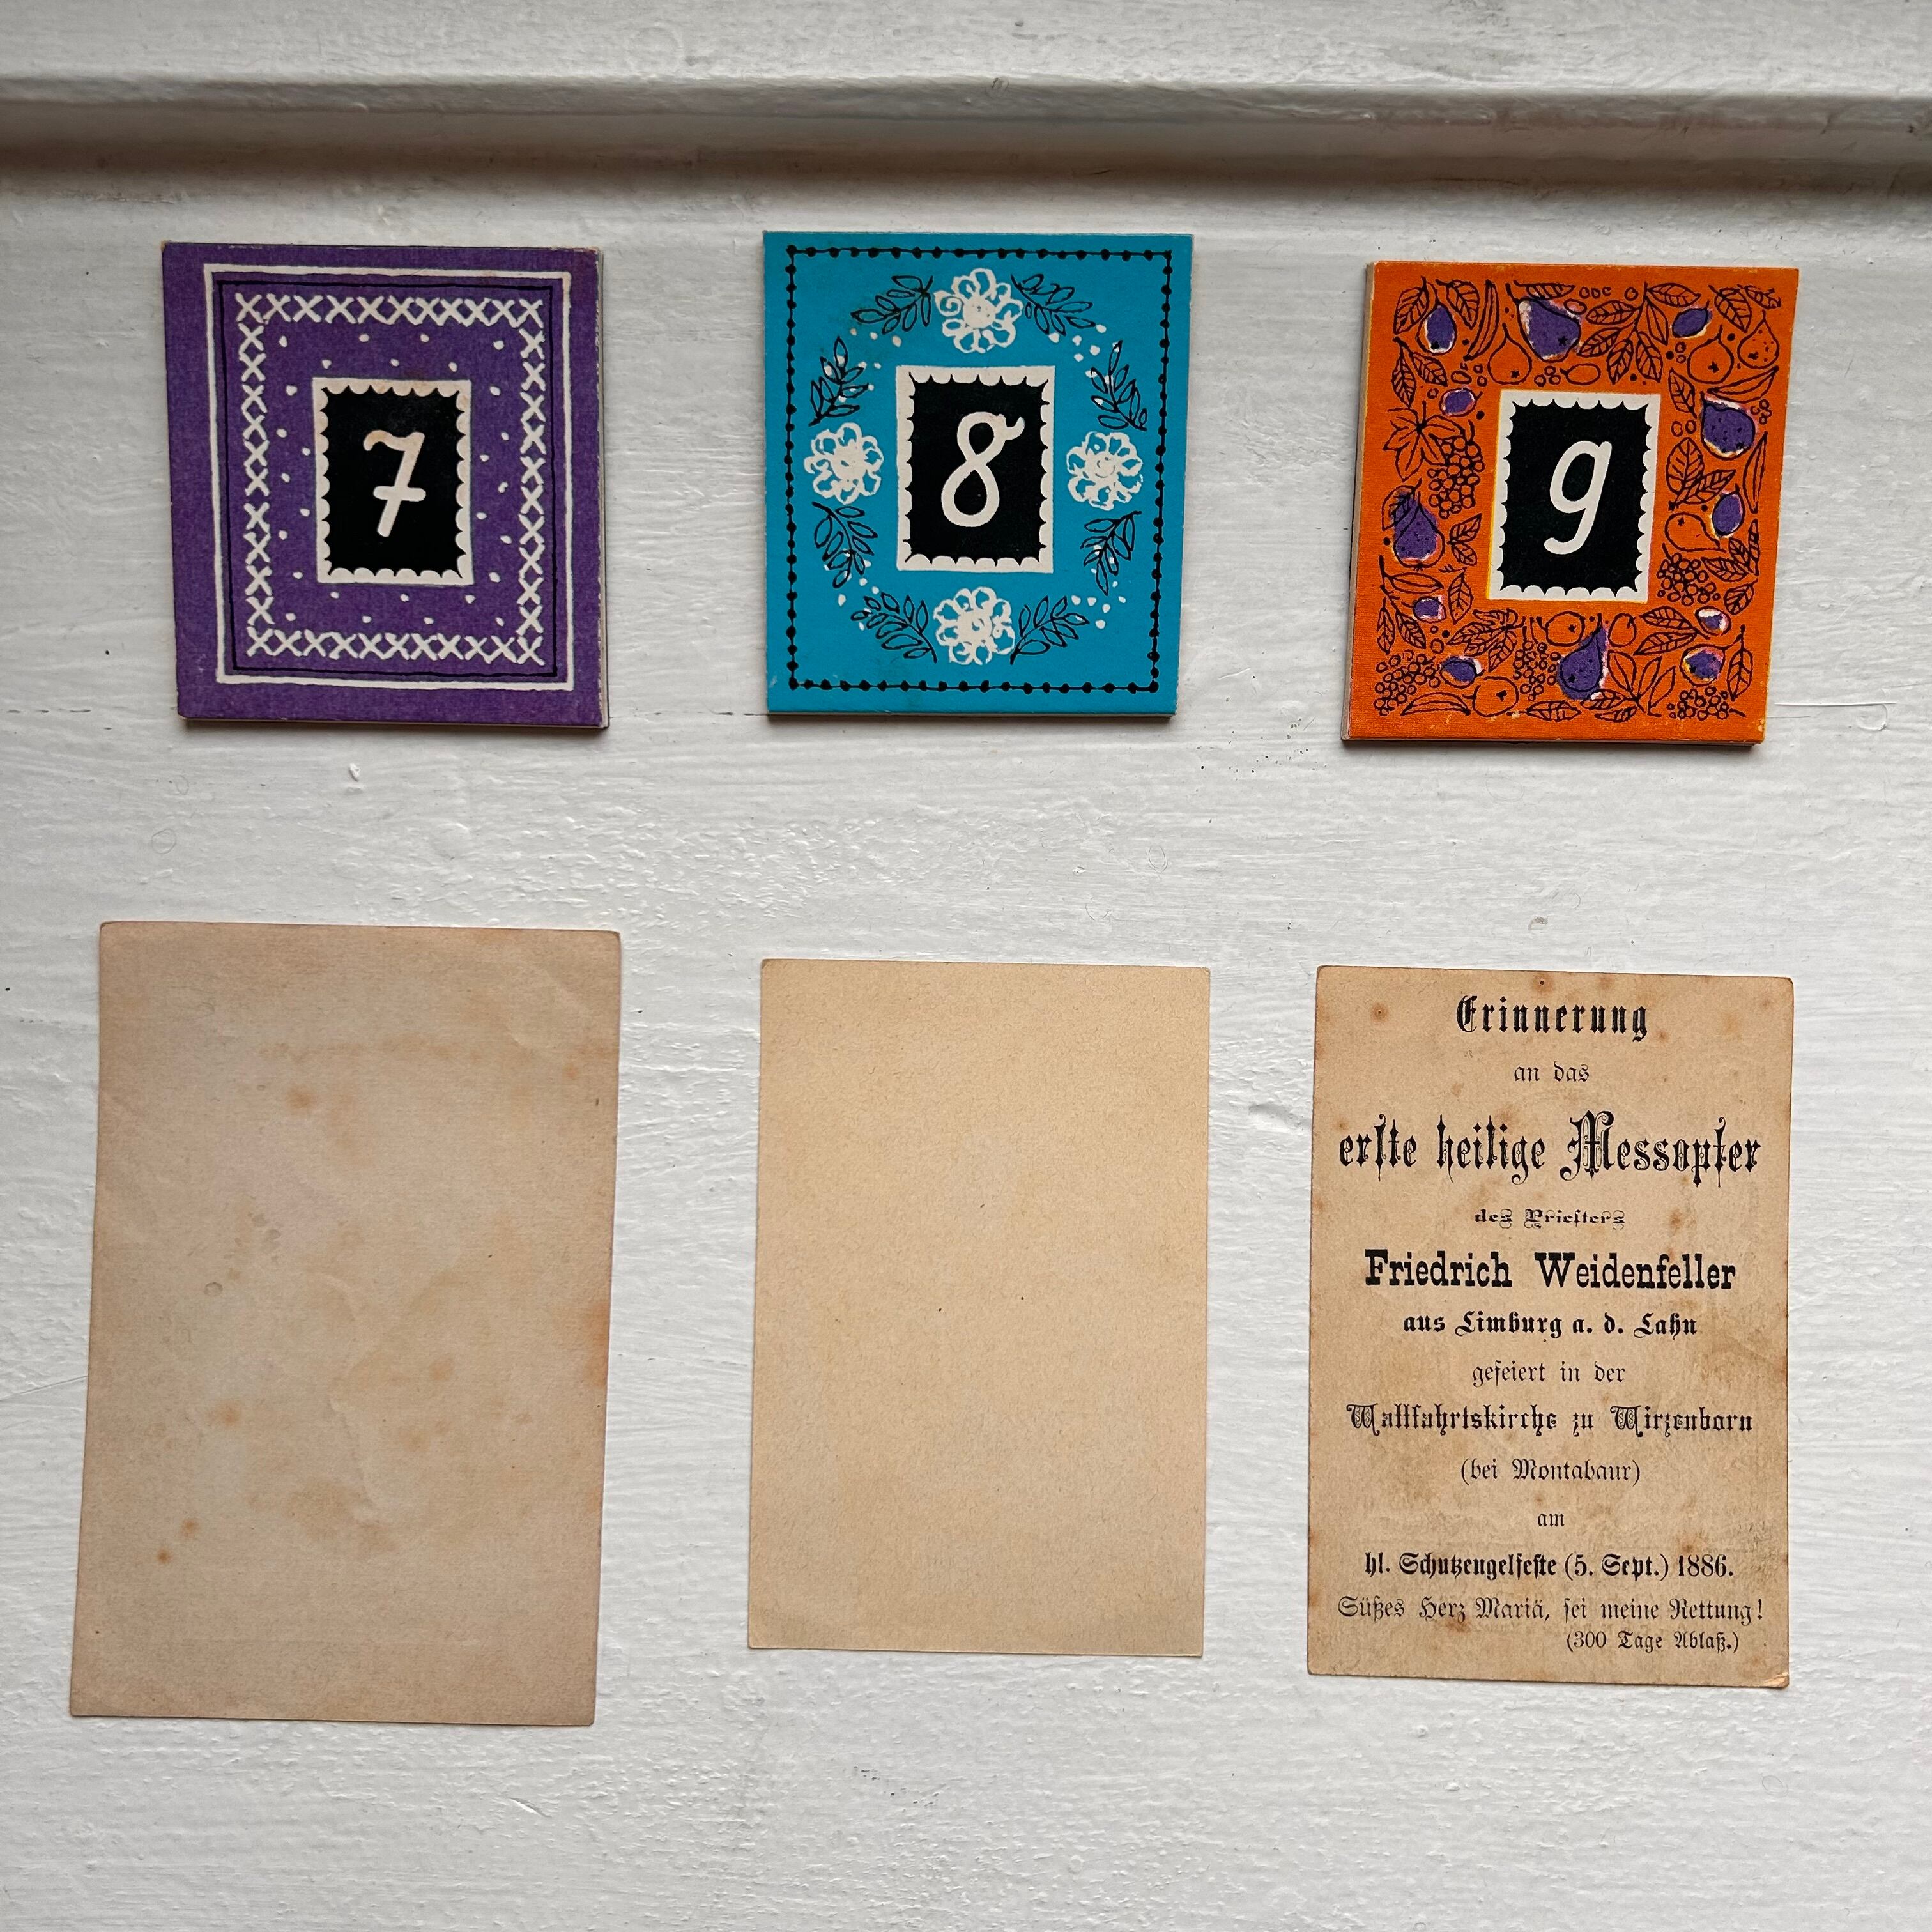 7
8
9
Erinnerung
an das
erste heilige Messopfer
des Priesters
Friedrich Weidenfeller
aus Limburg a. d. Lahn
gefeiert in der
Wallfahrtskirche zu Wirzenborn
(bei Montabaur)
am
hl. Schutzengelfeste (5. Sept.) 1886.
Süßes Herz Mariä, sei meine Rettung!
(300 Tage Ablaß.)